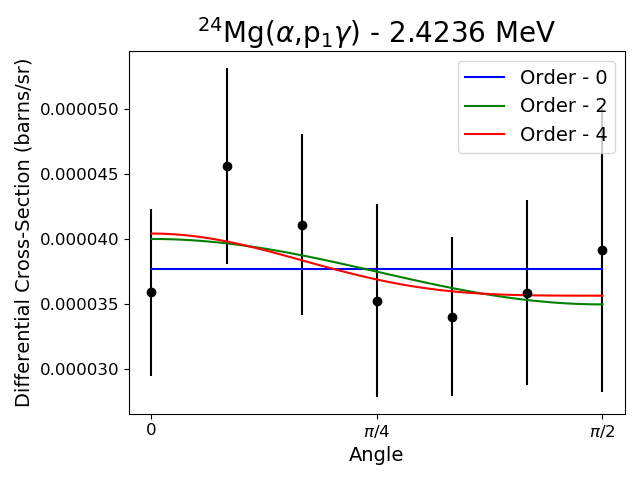 ²⁴Mg(α,p₁γ) - 2.4236 MeV
Differential Cross-Section (barns/sr)
0.000050
0.000045
0.000040
0.000035
0.000030
Order - 0
Order - 2
Order - 4
0
π/4
π/2
Angle